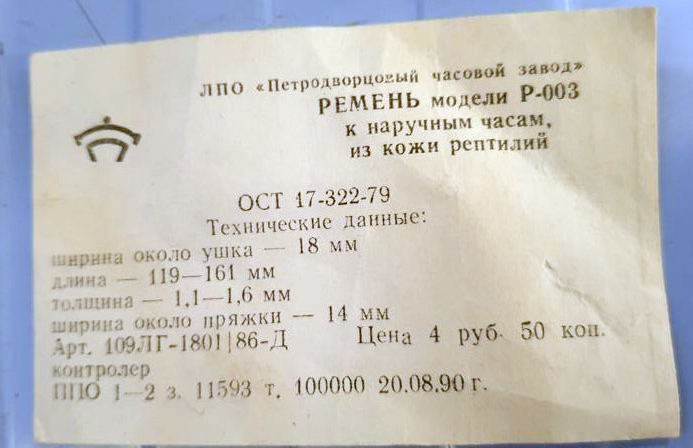 ЛПО «Петродворцовый часовой завод»
РЕМЕНЬ модели Р-003
к наручным часам,
из кожи рептилий
ОСТ 17-322-79
Технические данные:
ширина около ушка — 18 мм
длина — 119—161 мм
толщина — 1,1—1,6 мм
ширина около пряжки — 14 мм
Арт. 109ЛГ-1801|86-Д Цена 4 руб. 50 коп.
контролер
ППО 1—2 з. 11593 т. 100000 20.08.90 г.